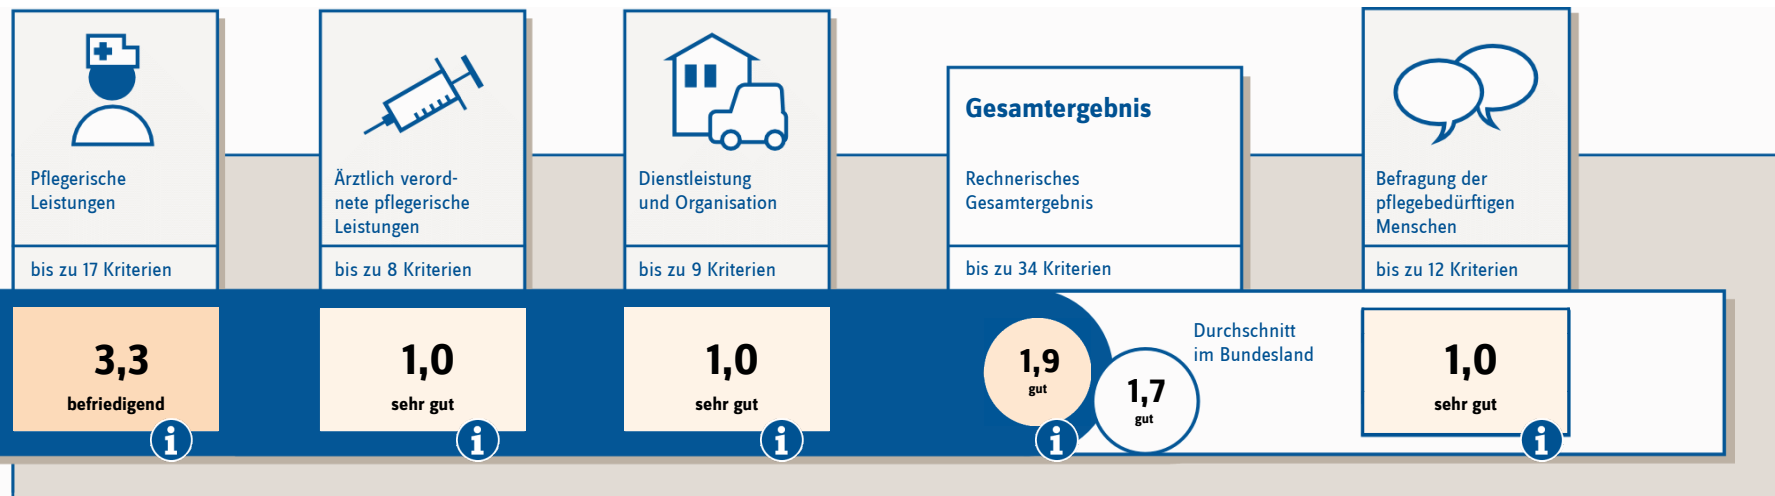 Pflegerische
Leistungen
bis zu 17 Kriterien
3,3
befriedigend
Ärztlich verord-
nete pflegerische
Leistungen
bis zu 8 Kriterien
1,0
sehr gut
Dienstleistung
und Organisation
bis zu 9 Kriterien
1,0
sehr gut
Gesamtergebnis
Rechnerisches
Gesamtergebnis
bis zu 34 Kriterien
1,9
gut
1,7
gut
Durchschnitt
im Bundesland
Befragung der
pflegebedürftigen
Menschen
bis zu 12 Kriterien
1,0
sehr gut